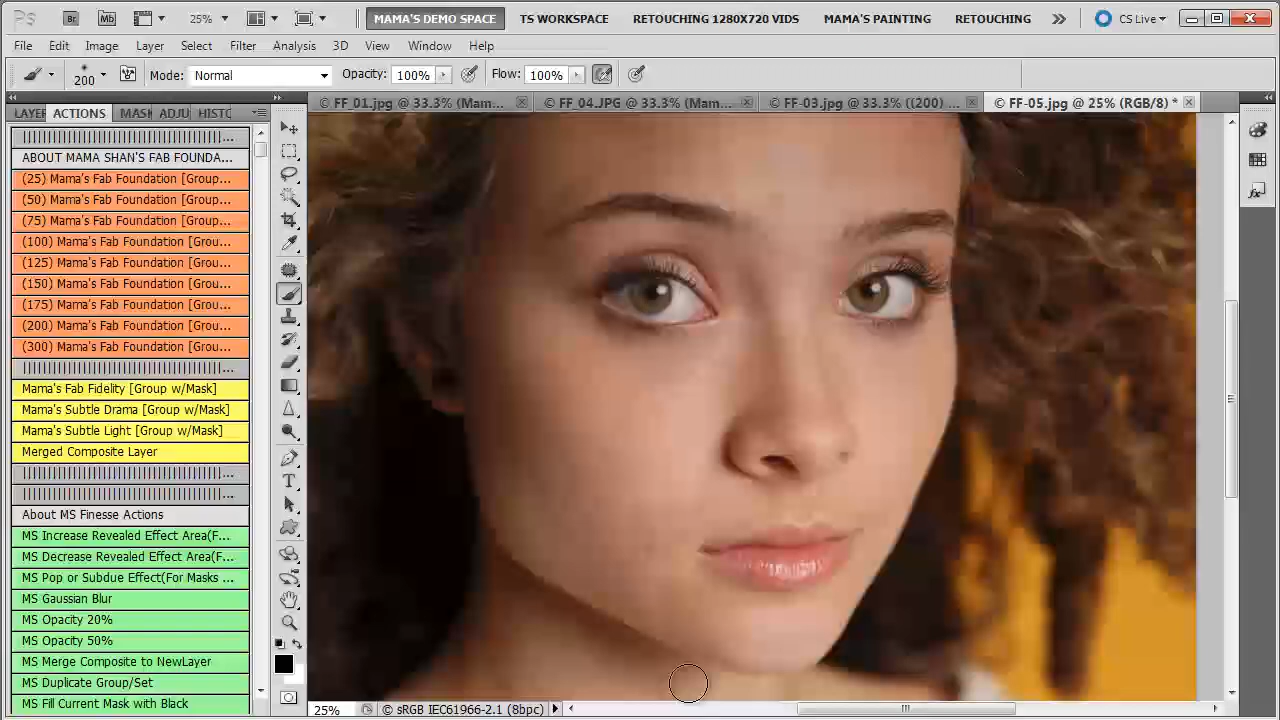 Ps Br Mb 25% MAMA'S DEMO SPACE TS WORKSPACE RETOUCHING 1280X720 VIDS MAMA'S PAINTING RETOUCHING CS Live
File Edit Image Layer Select Filter Analysis 3D View Window Help
200 Mode: Normal Opacity: 100% Flow: 100%
© FF_01.jpg @ 33.3% (Mam... © FF_04.JPG @ 33.3% (Mam... © FF-03.jpg @ 33.3% ((200) ... © FF-05.jpg @ 25% (RGB/8) *
LAYER ACTIONS MASK ADJU HISTC
ABOUT MAMA SHAN'S FAB FOUNDA...
(25) Mama's Fab Foundation [Group...
(50) Mama's Fab Foundation [Group...
(75) Mama's Fab Foundation [Group...
(100) Mama's Fab Foundation [Grou...
(125) Mama's Fab Foundation [Grou...
(150) Mama's Fab Foundation [Grou...
(175) Mama's Fab Foundation [Grou...
(200) Mama's Fab Foundation [Grou...
(300) Mama's Fab Foundation [Grou...
Mama's Fab Fidelity [Group w/Mask]
Mama's Subtle Drama [Group w/Mask]
Mama's Subtle Light [Group w/Mask]
Merged Composite Layer
About MS Finesse Actions
MS Increase Revealed Effect Area(F...
MS Decrease Revealed Effect Area(F...
MS Pop or Subdue Effect(For Masks ...
MS Gaussian Blur
MS Opacity 20%
MS Opacity 50%
MS Merge Composite to NewLayer
MS Duplicate Group/Set
MS Fill Current Mask with Black
25% © sRGB IEC61966-2.1 (8bpc)